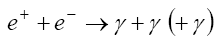 e⁺ + e⁻ → γ + γ (+ γ)